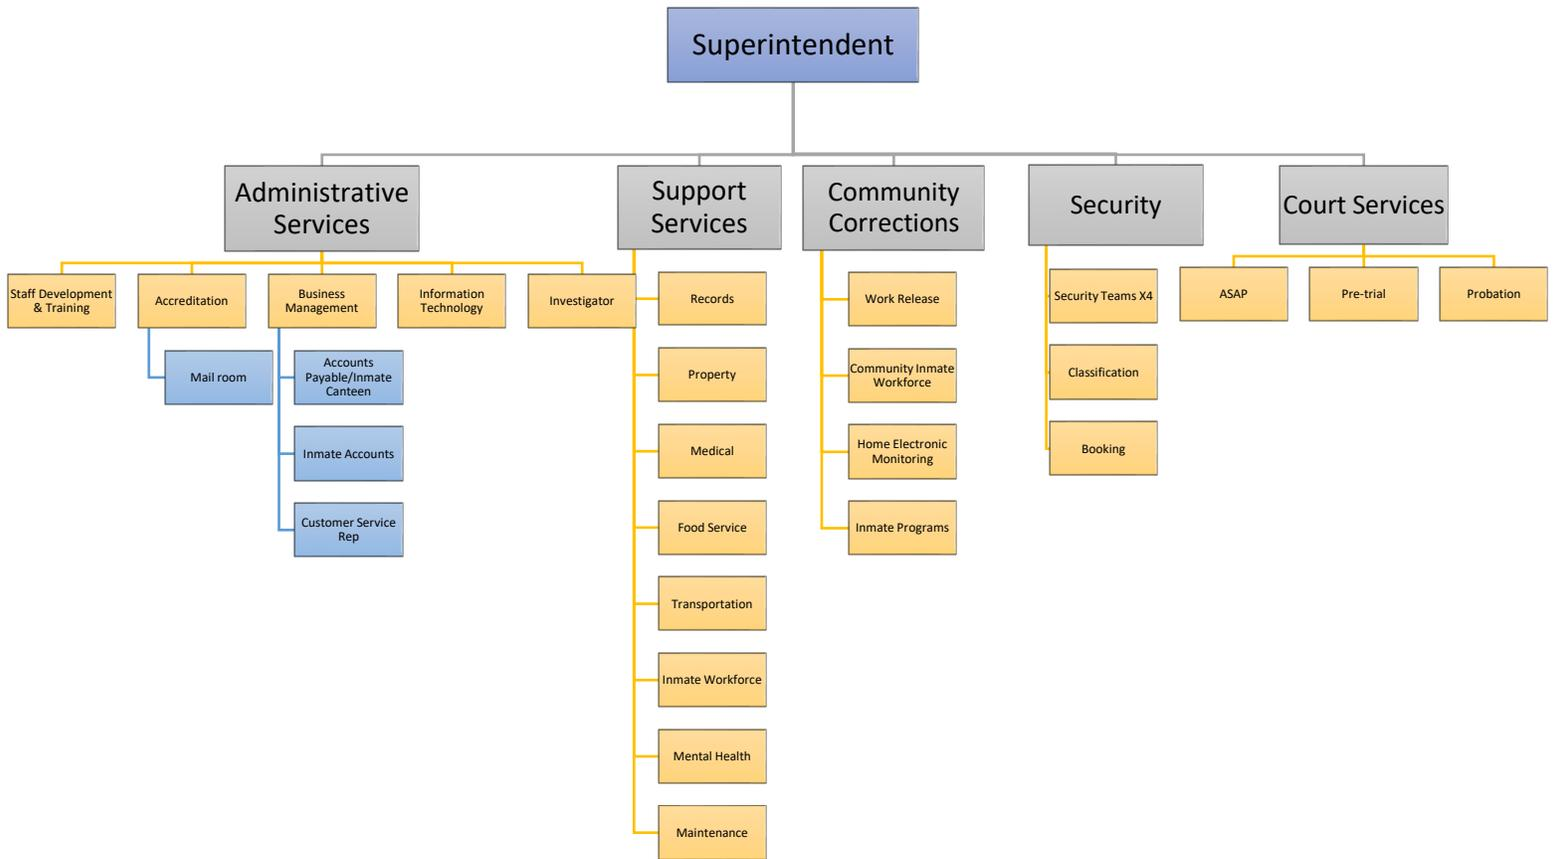 Superintendent
Administrative
Services
Support
Services
Community
Corrections
Security
Court Services
Staff Development
& Training
Accreditation
Business
Management
Information
Technology
Investigator
Mail room
Accounts
Payable/Inmate
Canteen
Inmate Accounts
Customer Service
Rep
Records
Property
Medical
Food Service
Transportation
Inmate Workforce
Mental Health
Maintenance
Work Release
Community Inmate
Workforce
Home Electronic
Monitoring
Inmate Programs
Security Teams X4
Classification
Booking
ASAP
Pre-trial
Probation